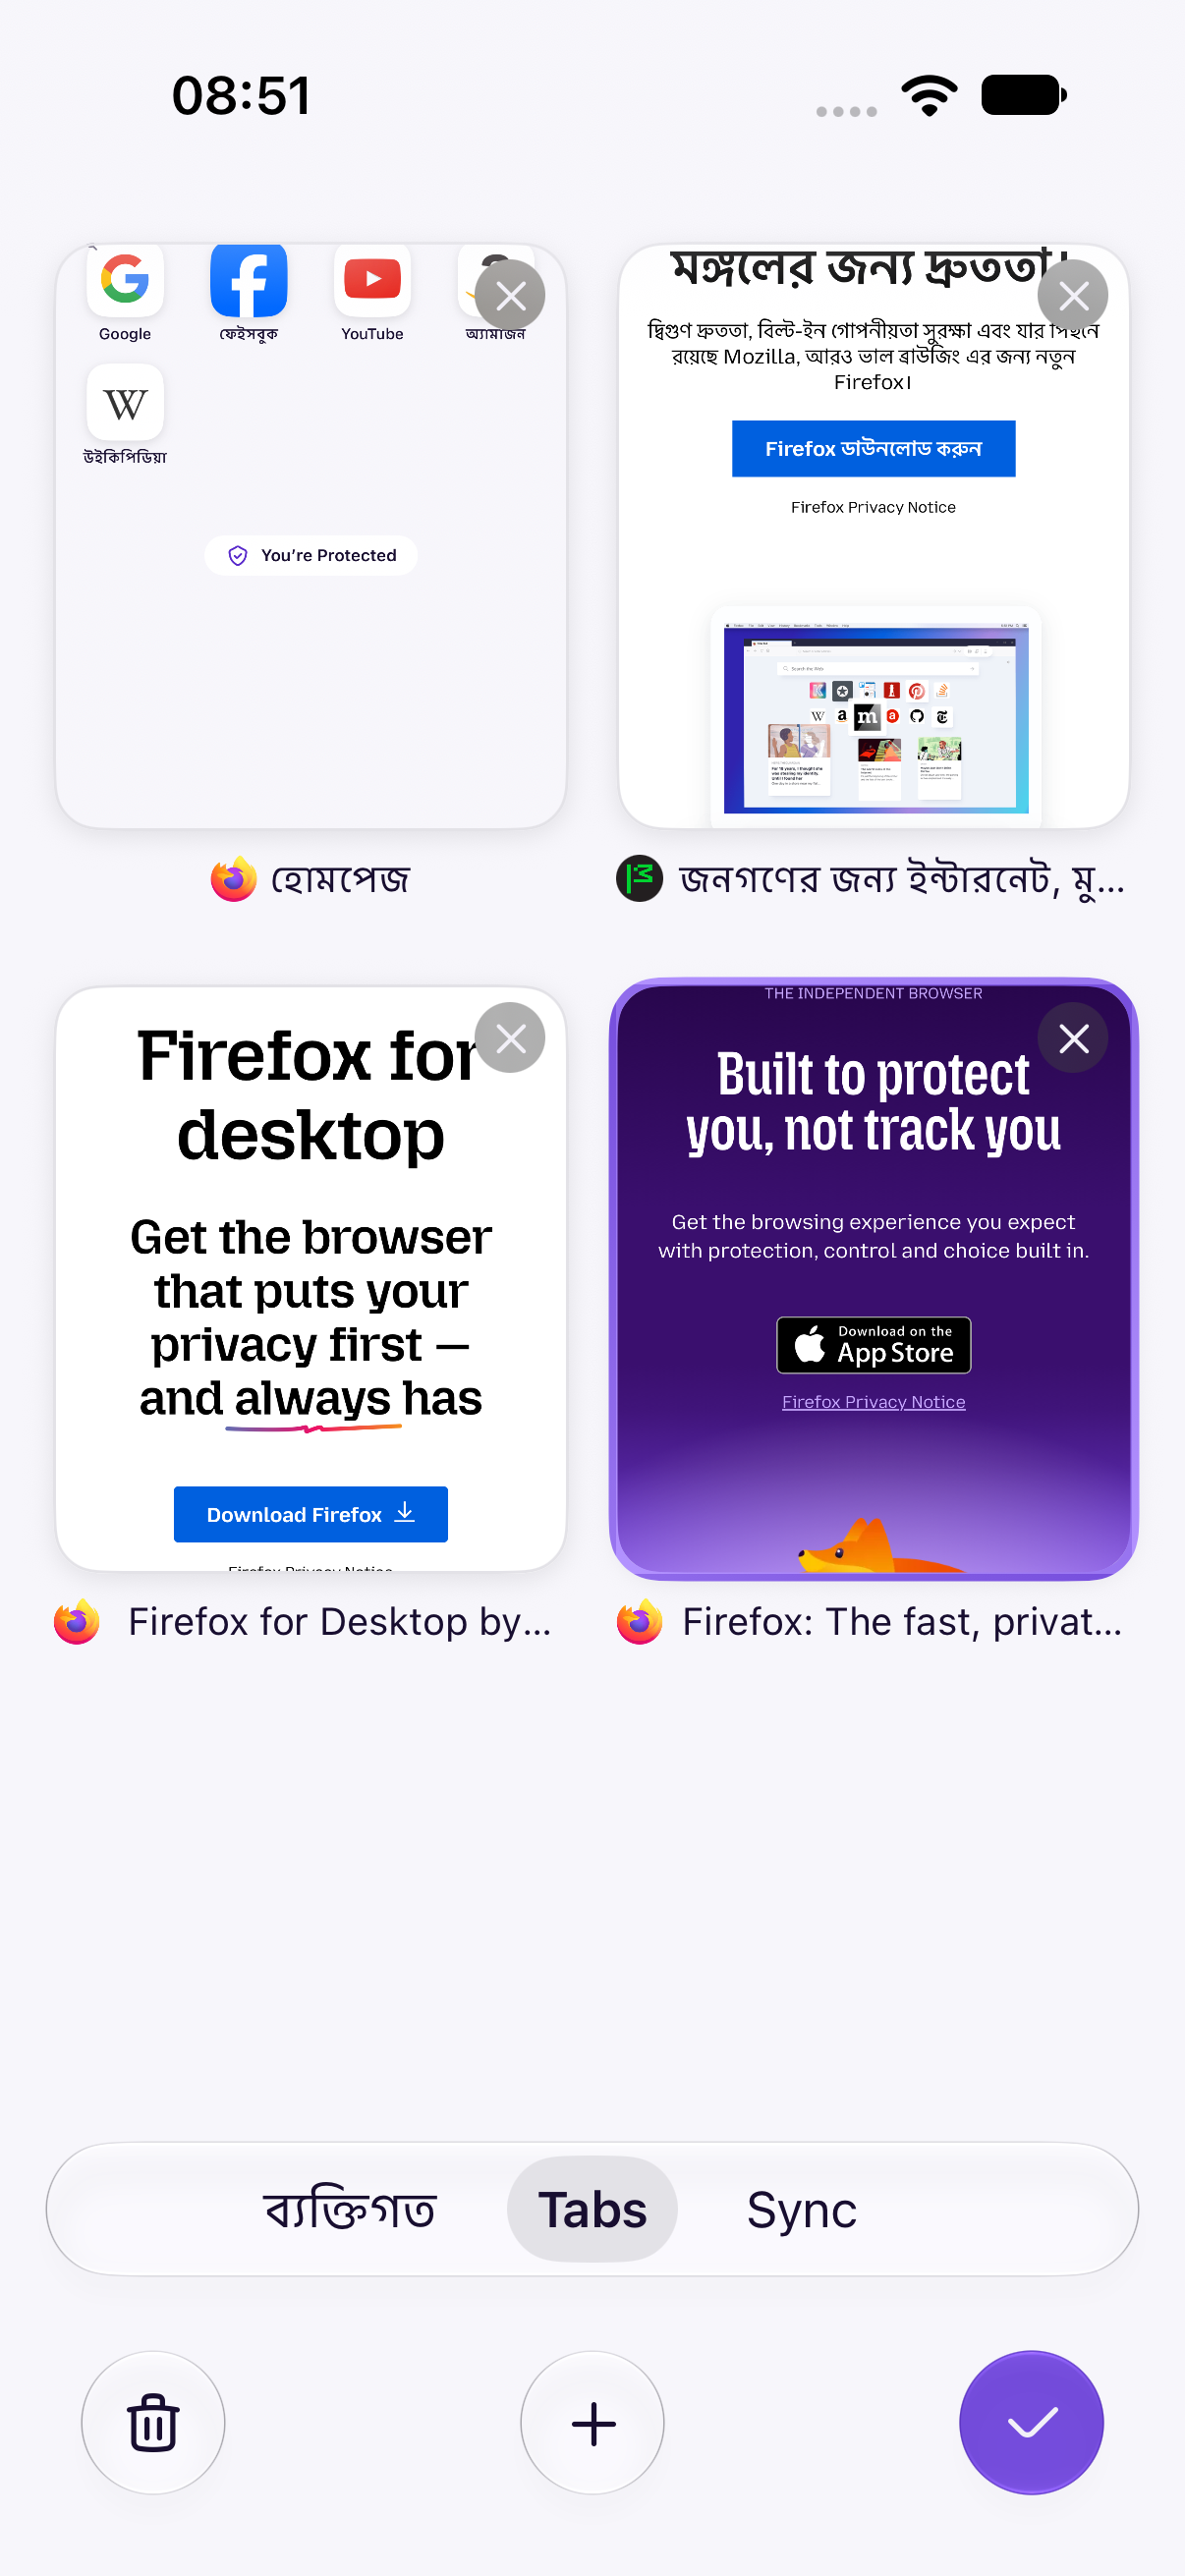 08:51
Google
ফেইসবুক
YouTube
অ্যামাজন
উইকিপিডিয়া
You’re Protected
হোমপেজ
মঙ্গলের জন্য দ্রুততা!
দ্বিগুণ দ্রুততা, বিল্ট-ইন গোপনীয়তা সুরক্ষা এবং যার পিছনে
রয়েছে Mozilla, আরও ভাল ব্রাউজিং এর জন্য নতুন
Firefox।
Firefox ডাউনলোড করুন
Firefox Privacy Notice
জনগণের জন্য ইন্টারনেট, মু...
Firefox for
desktop
Get the browser
that puts your
privacy first —
and always has
Download Firefox
Firefox Privacy Notice
Firefox for Desktop by...
THE INDEPENDENT BROWSER
Built to protect
you, not track you
Get the browsing experience you expect
with protection, control and choice built in.
Download on the
App Store
Firefox Privacy Notice
Firefox: The fast, privat...
ব্যক্তিগত
Tabs
Sync